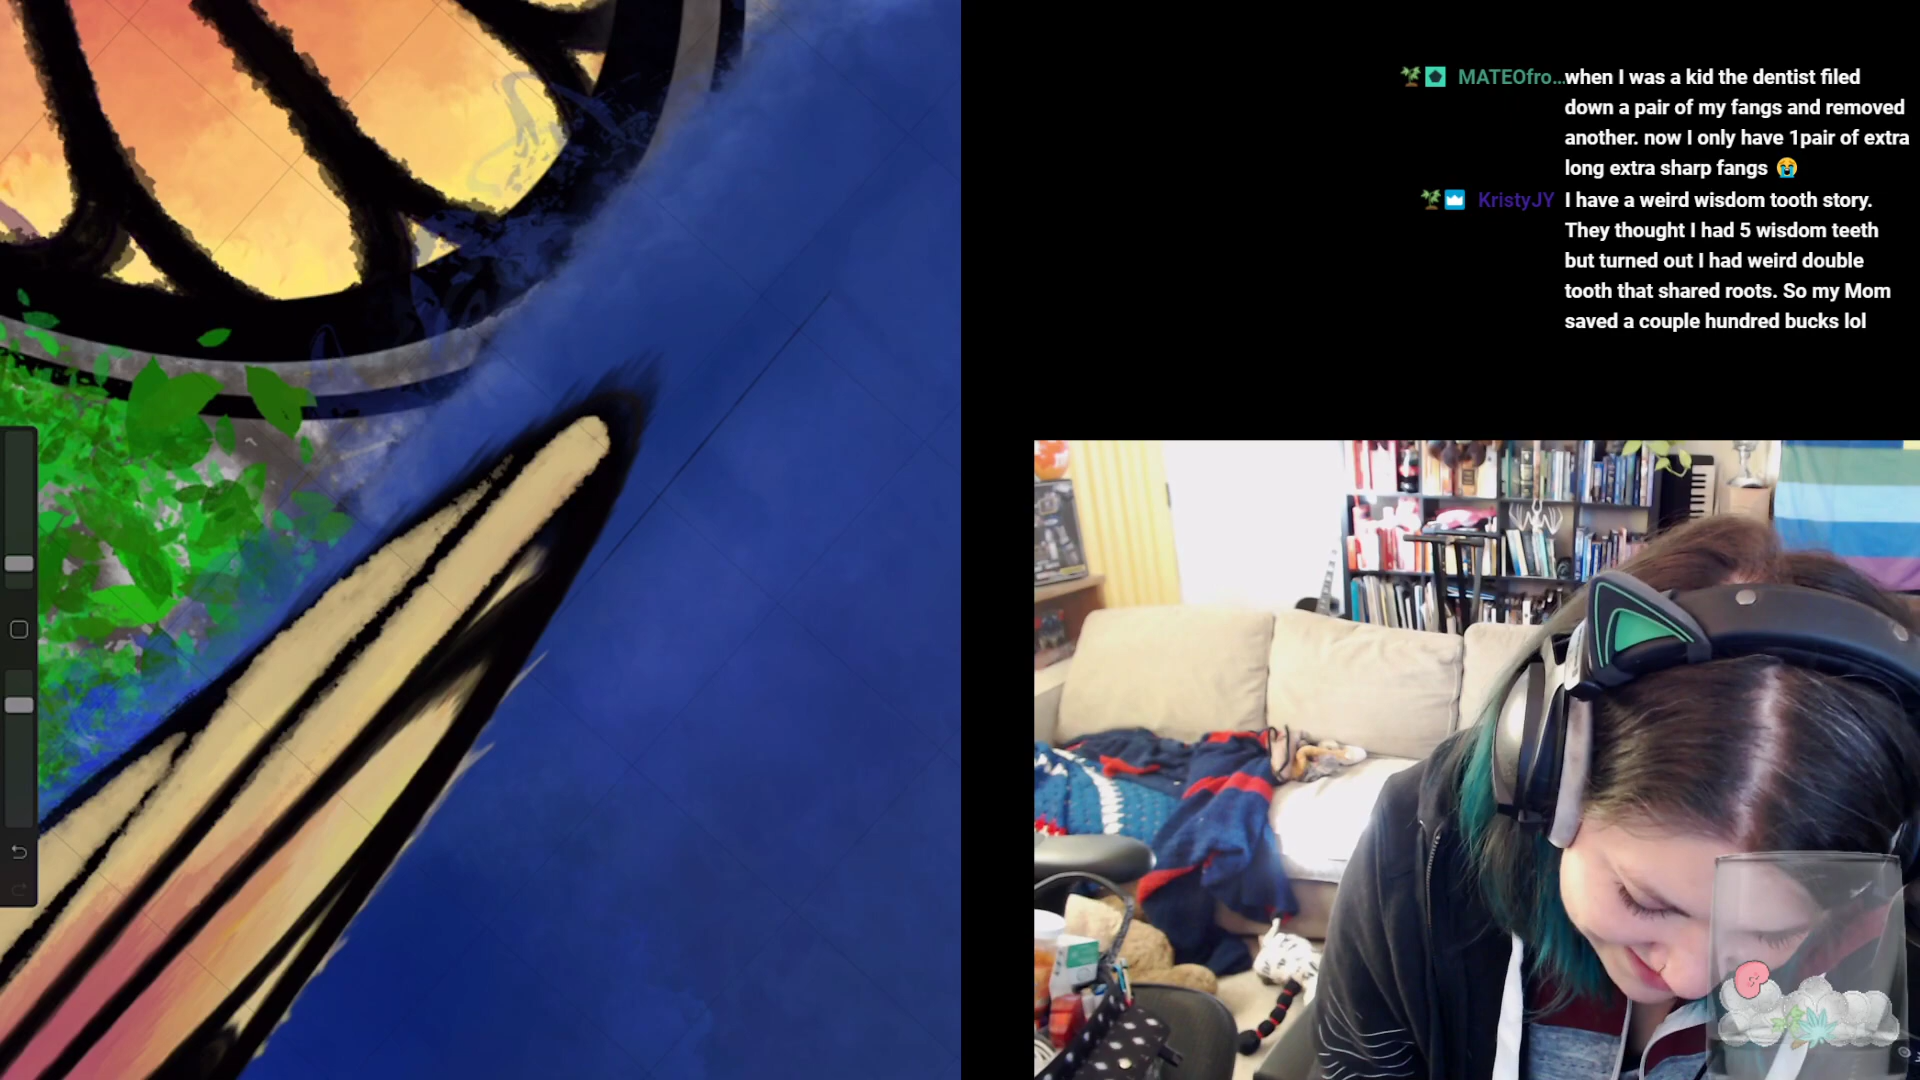 MATEOfro... when I was a kid the dentist filed
down a pair of my fangs and removed
another. now I only have 1pair of extra
long extra sharp fangs 😭
KristyJY I have a weird wisdom tooth story.
They thought I had 5 wisdom teeth
but turned out I had weird double
tooth that shared roots. So my Mom
saved a couple hundred bucks lol